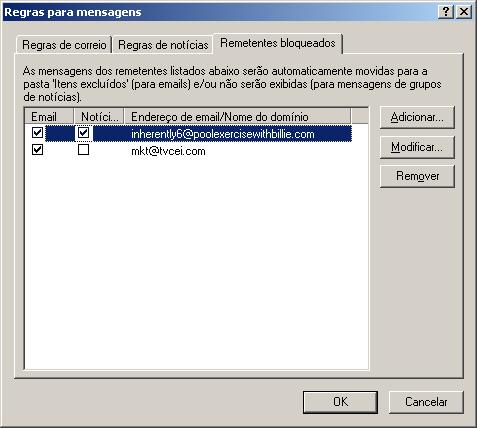 Regras para mensagens
Regras de correio Regras de notícias Remetentes bloqueados
As mensagens dos remetentes listados abaixo serão automaticamente movidas para a
pasta 'Itens excluídos' (para emails) e/ou não serão exibidas (para mensagens de grupos
de notícias).
Email Notíci... Endereço de email/Nome do domínio
inherently6@poolexercisewithbillie.com
mkt@tvcei.com
Adicionar...
Modificar...
Remover
OK Cancelar